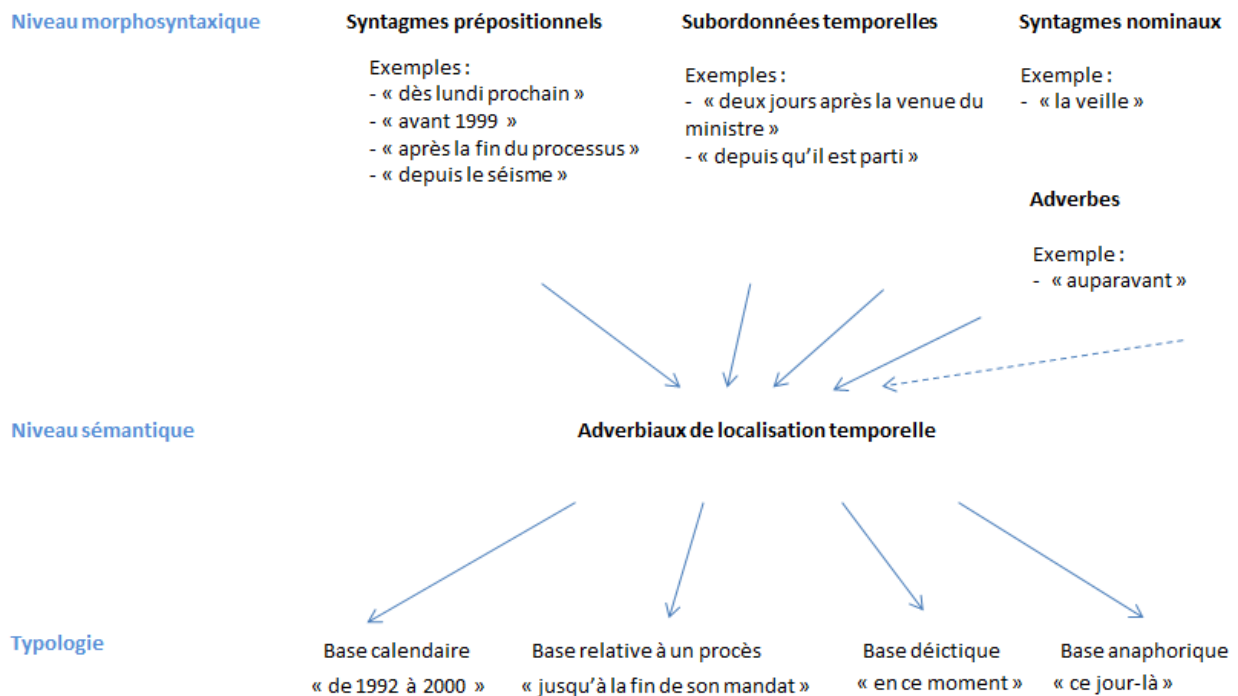 Niveau morphosyntaxique
Syntagmes prépositionnels
Exemples :
- « dès lundi prochain »
- « avant 1999 »
- « après la fin du processus »
- « depuis le séisme »
Subordonnées temporelles
Exemples :
- « deux jours après la venue du
ministre »
- « depuis qu’il est parti »
Syntagmes nominaux
Exemple :
- « la veille »
Adverbes
Exemple :
- « auparavant »
Niveau sémantique
Adverbiaux de localisation temporelle
Typologie
Base calendaire
« de 1992 à 2000 »
Base relative à un procès
« jusqu’à la fin de son mandat »
Base déictique
« en ce moment »
Base anaphorique
« ce jour-là »